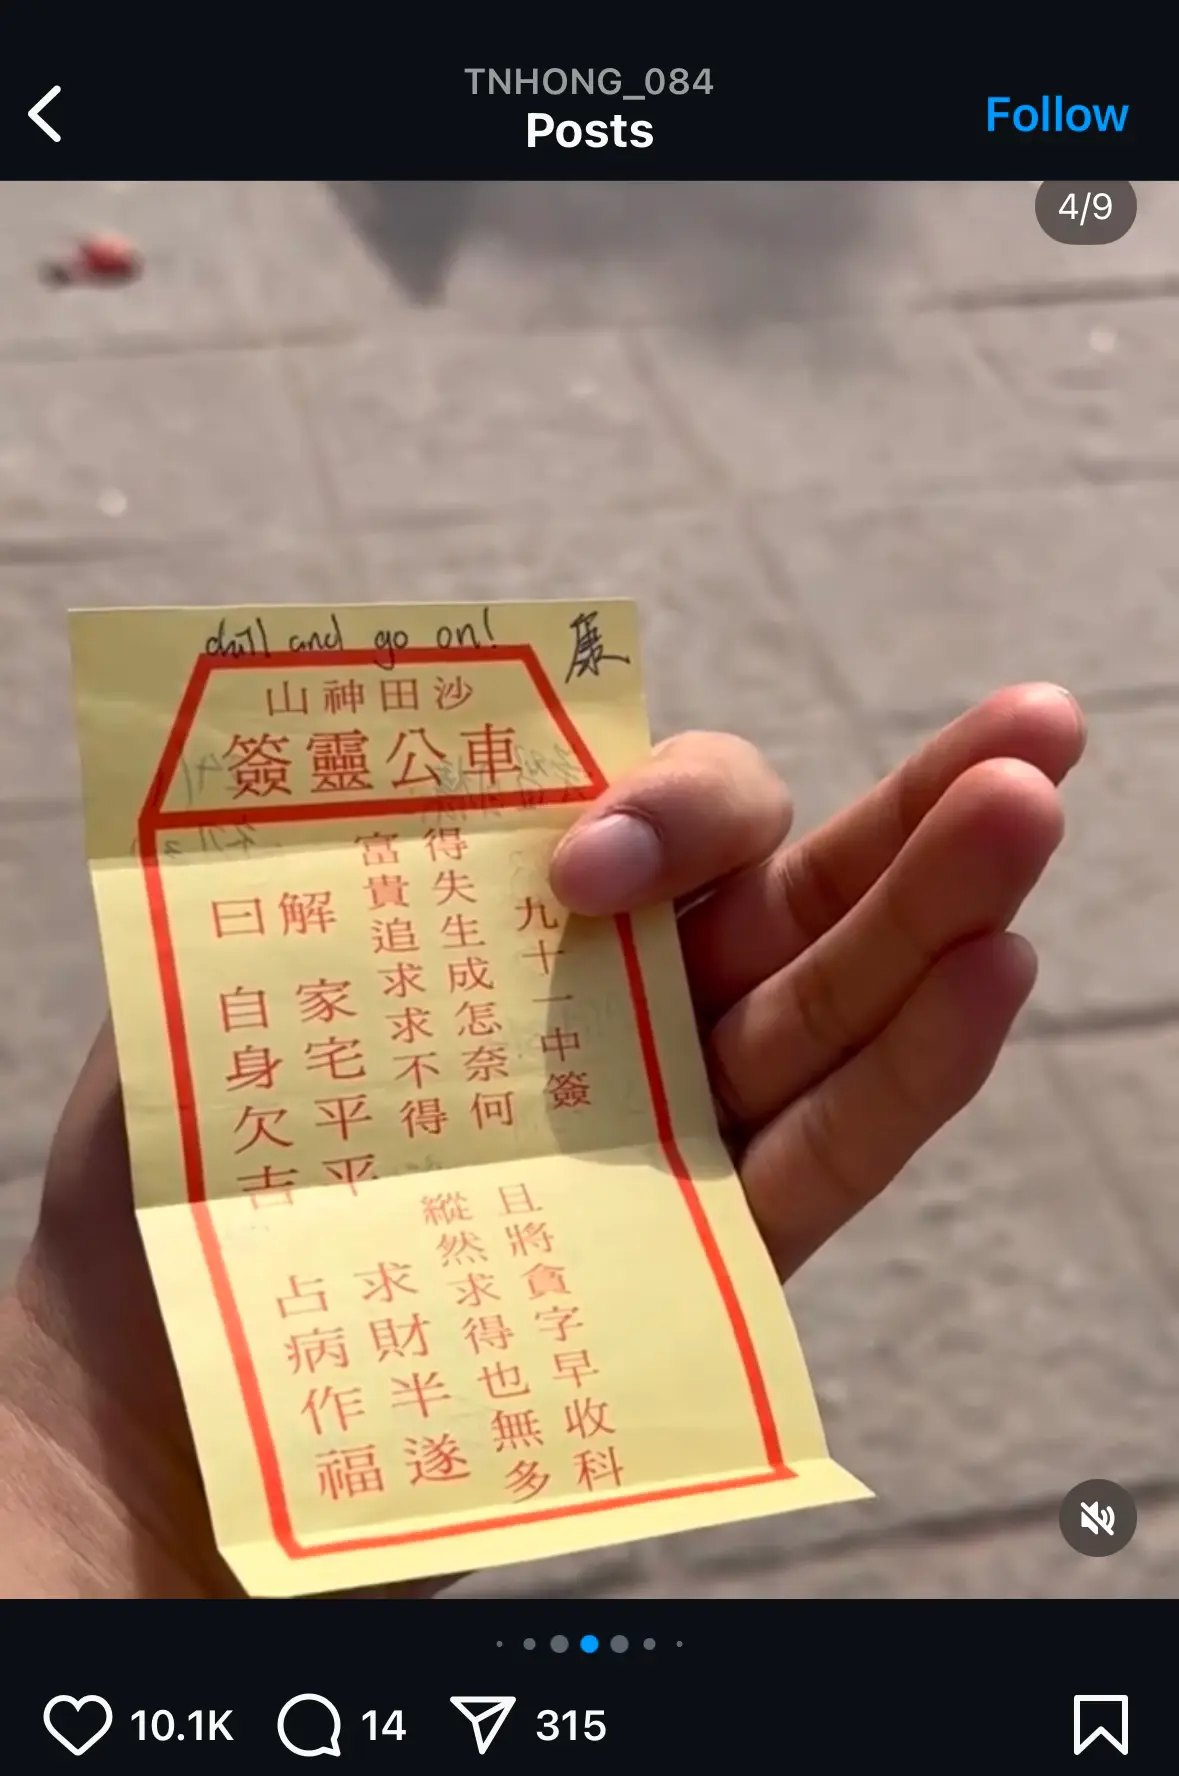 TNHONG_084
Posts
Follow
4/9
chill and go on!
沙田神山
車公靈簽
九十一中簽
得失生成怎奈何
且將貪字早收科
富貴追求求不得
縱然求得也無多
解曰
家宅平平
求財半遂
自身欠吉
占病作福
10.1K
14
315